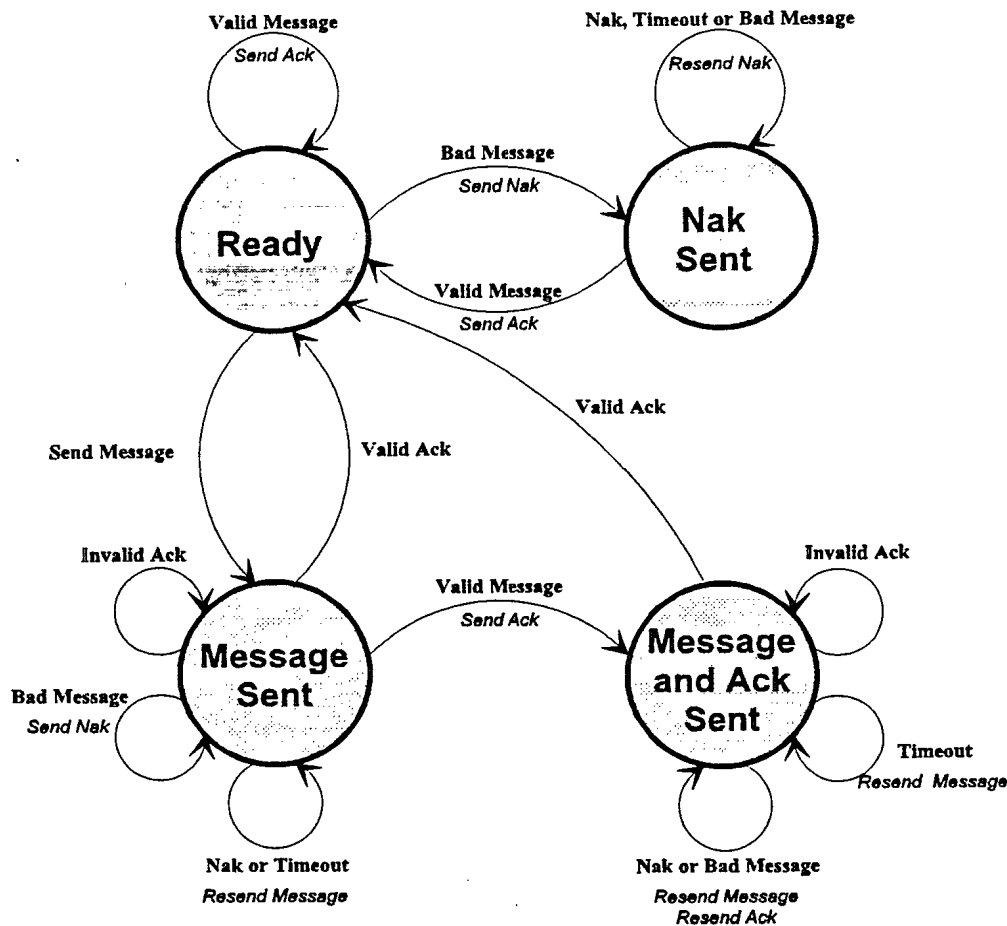 Valid Message
Send Ack
Nak, Timeout or Bad Message
Resend Nak
Bad Message
Send Nak
Ready
Nak
Sent
Valid Message
Send Ack
Valid Ack
Send Message
Valid Ack
Invalid Ack
Valid Message
Send Ack
Invalid Ack
Message
Sent
Message
and Ack
Sent
Bad Message
Send Nak
Timeout
Resend Message
Nak or Timeout
Resend Message
Nak or Bad Message
Resend Message
Resend Ack